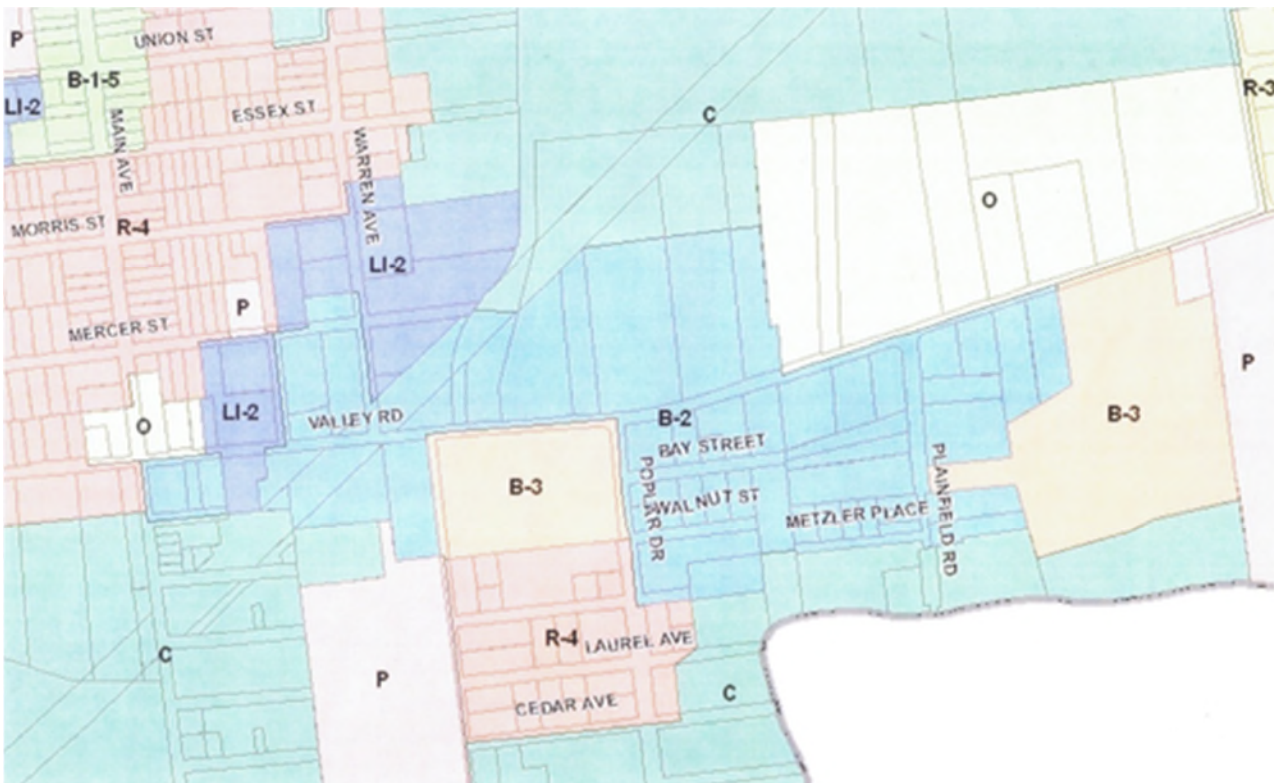 P
UNION ST
B-1-5
LI-2
ESSEX ST
MAIN AVE
WARREN AVE
C
R-3
O
MORRIS ST
R-4
LI-2
P
MERCER ST
P
LI-2
O
VALLEY RD
B-2
B-3
BAY STREET
B-3
POPLAR DR
WALNUT ST
METZLER PLACE
PLAINFIELD RD
R-4
LAUREL AVE
C
P
C
CEDAR AVE